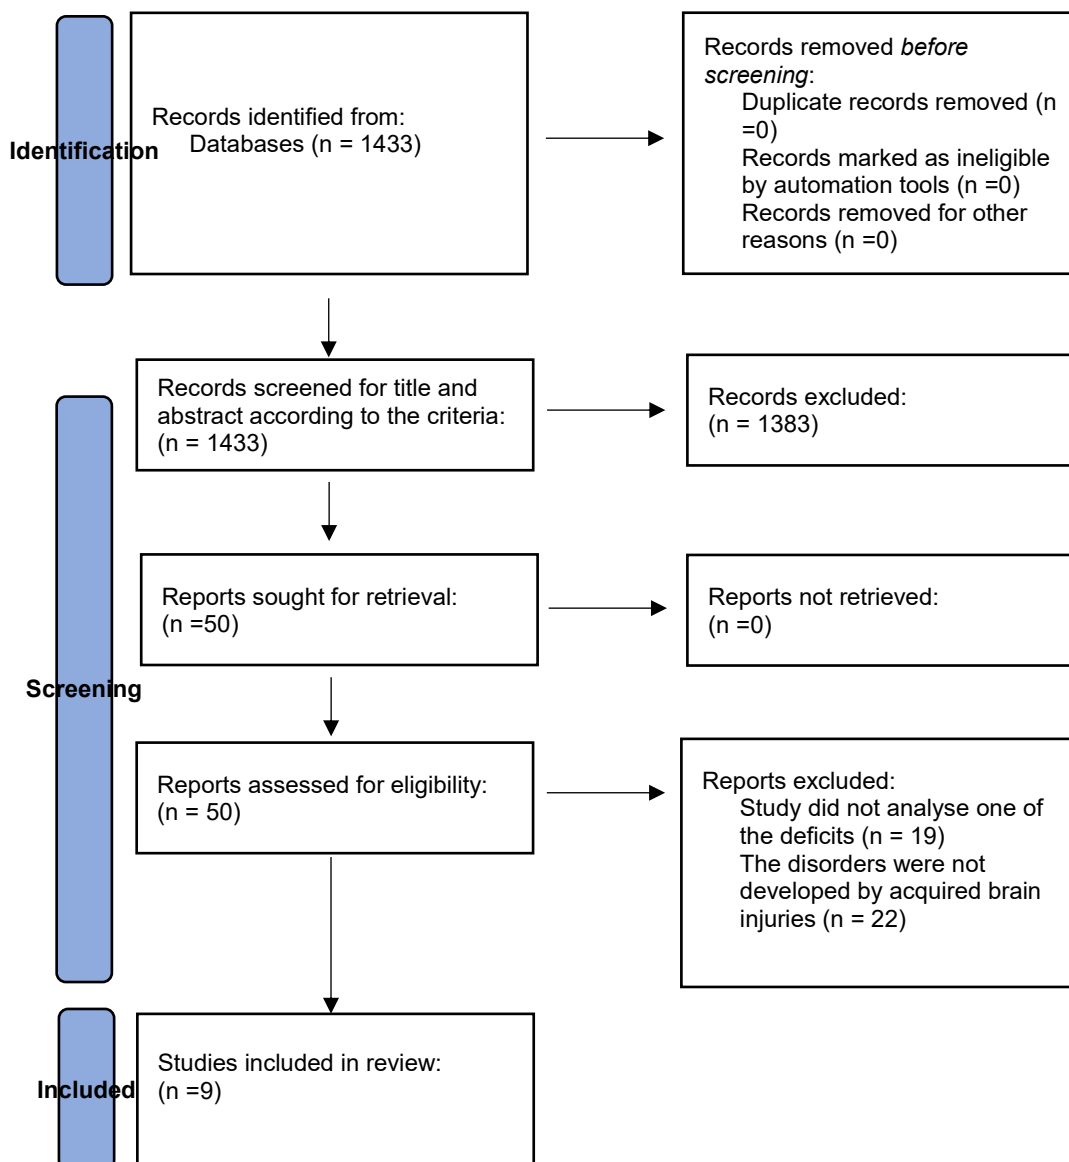 Identification
Records identified from:
Databases (n = 1433)
Records removed before
screening:
Duplicate records removed (n
=0)
Records marked as ineligible
by automation tools (n =0)
Records removed for other
reasons (n =0)
Screening
Records screened for title and
abstract according to the criteria:
(n = 1433)
Records excluded:
(n = 1383)
Reports sought for retrieval:
(n =50)
Reports not retrieved:
(n =0)
Reports assessed for eligibility:
(n = 50)
Reports excluded:
Study did not analyse one of
the deficits (n = 19)
The disorders were not
developed by acquired brain
injuries (n = 22)
Included
Studies included in review:
(n =9)